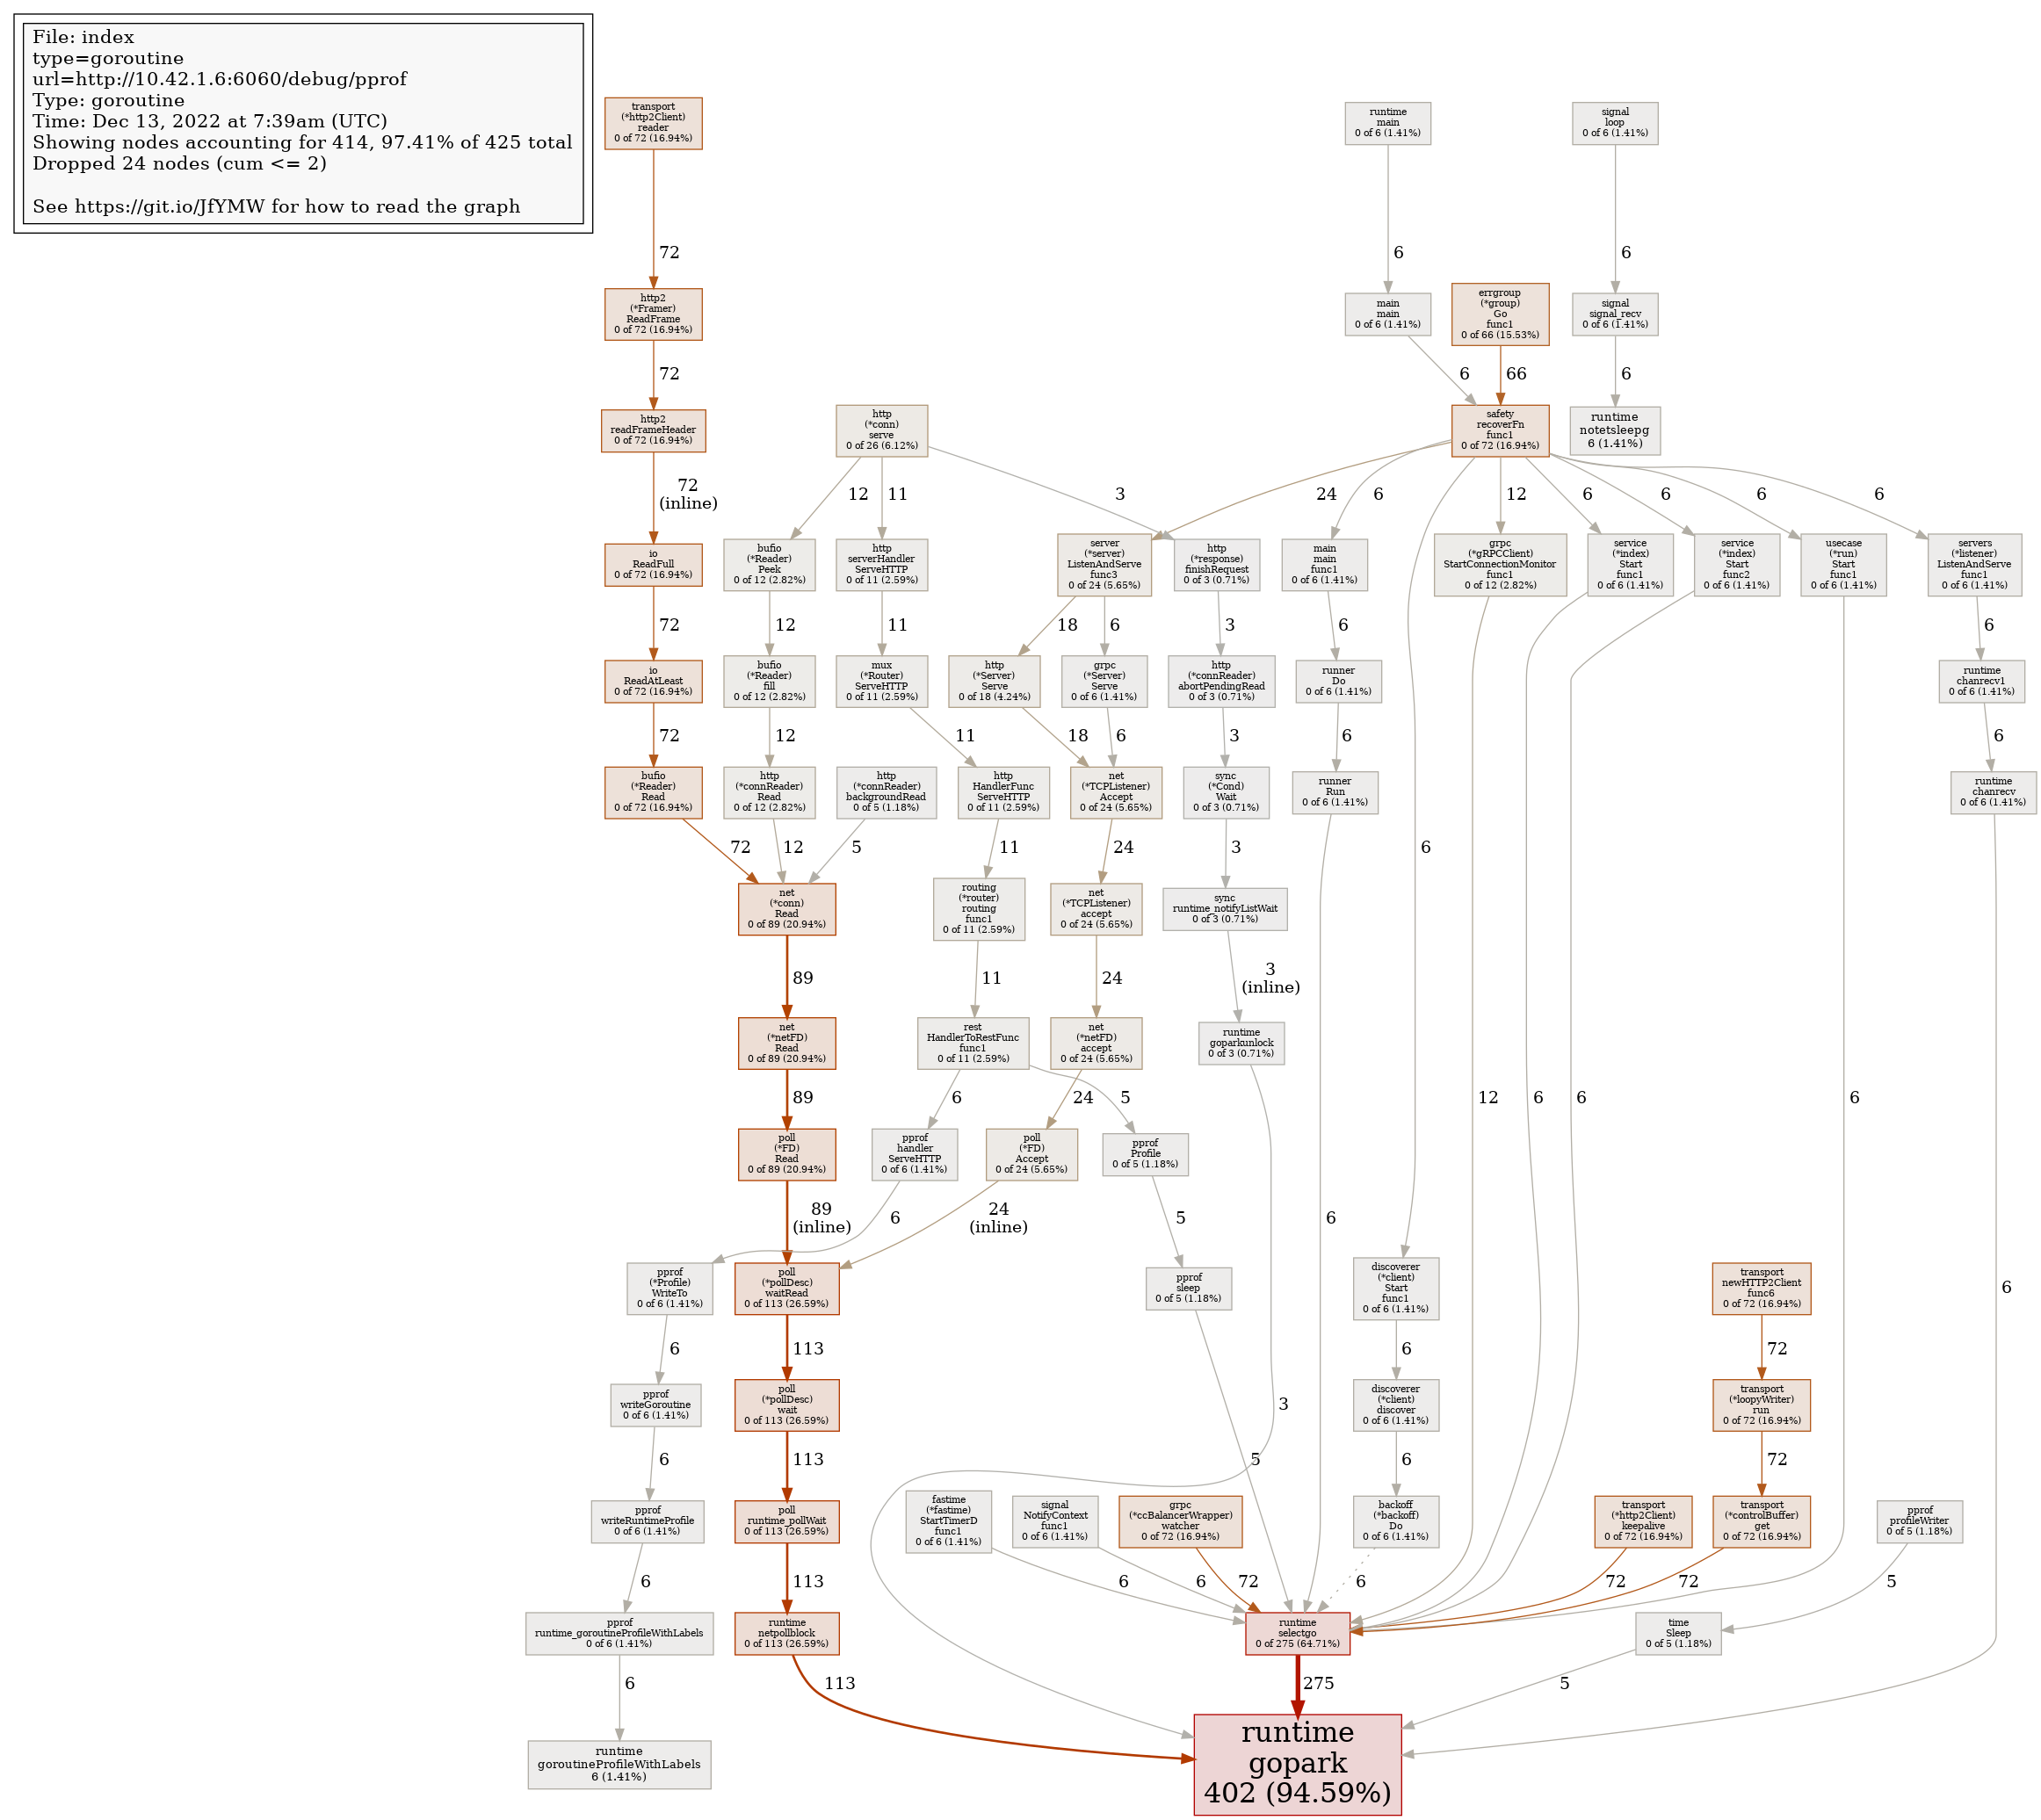 File: index
type=goroutine
url=http://10.42.1.6:6060/debug/pprof
Type: goroutine
Time: Dec 13, 2022 at 7:39am (UTC)
Showing nodes accounting for 414, 97.41% of 425 total
Dropped 24 nodes (cum <= 2)
See https://git.io/JfYMW for how to read the graph
transport
(*http2Client)
reader
0 of 72 (16.94%)
runtime
main
0 of 6 (1.41%)
signal
loop
0 of 6 (1.41%)
72
6
6
http2
(*Framer)
ReadFrame
0 of 72 (16.94%)
main
main
0 of 6 (1.41%)
errgroup
(*group)
Go
func1
0 of 66 (15.53%)
signal
signal_recv
0 of 6 (1.41%)
72
6
66
6
http2
readFrameHeader
0 of 72 (16.94%)
http
(*conn)
serve
0 of 26 (6.12%)
safety
recoverFn
func1
0 of 72 (16.94%)
runtime
notetsleepg
6 (1.41%)
72
(inline)
12
11
3
24
6
12
6
6
6
6
io
ReadFull
0 of 72 (16.94%)
bufio
(*Reader)
Peek
0 of 12 (2.82%)
http
serverHandler
ServeHTTP
0 of 11 (2.59%)
server
(*server)
ListenAndServe
func3
0 of 24 (5.65%)
http
(*response)
finishRequest
0 of 3 (0.71%)
main
main
func1
0 of 6 (1.41%)
grpc
(*gRPCClient)
StartConnectionMonitor
func1
0 of 12 (2.82%)
service
(*index)
Start
func1
0 of 6 (1.41%)
service
(*index)
Start
func2
0 of 6 (1.41%)
usecase
(*run)
Start
func1
0 of 6 (1.41%)
servers
(*listener)
ListenAndServe
func1
0 of 6 (1.41%)
72
12
11
18
6
3
6
6
io
ReadAtLeast
0 of 72 (16.94%)
bufio
(*Reader)
fill
0 of 12 (2.82%)
mux
(*Router)
ServeHTTP
0 of 11 (2.59%)
http
(*Server)
Serve
0 of 18 (4.24%)
grpc
(*Server)
Serve
0 of 6 (1.41%)
http
(*connReader)
abortPendingRead
0 of 3 (0.71%)
runner
Do
0 of 6 (1.41%)
runtime
chanrecv1
0 of 6 (1.41%)
72
12
11
18
6
3
6
6
bufio
(*Reader)
Read
0 of 72 (16.94%)
http
(*connReader)
Read
0 of 12 (2.82%)
http
(*connReader)
backgroundRead
0 of 5 (1.18%)
http
HandlerFunc
ServeHTTP
0 of 11 (2.59%)
net
(*TCPListener)
Accept
0 of 24 (5.65%)
sync
(*Cond)
Wait
0 of 3 (0.71%)
runner
Run
0 of 6 (1.41%)
runtime
chanrecv
0 of 6 (1.41%)
72
12
5
11
24
3
6
net
(*conn)
Read
0 of 89 (20.94%)
routing
(*router)
routing
func1
0 of 11 (2.59%)
net
(*TCPListener)
accept
0 of 24 (5.65%)
sync
runtime_notifyListWait
0 of 3 (0.71%)
89
11
24
3
(inline)
net
(*netFD)
Read
0 of 89 (20.94%)
rest
HandlerToRestFunc
func1
0 of 11 (2.59%)
net
(*netFD)
accept
0 of 24 (5.65%)
runtime
goparkunlock
0 of 3 (0.71%)
89
6
5
24
12
6
6
6
poll
(*FD)
Read
0 of 89 (20.94%)
pprof
handler
ServeHTTP
0 of 6 (1.41%)
poll
(*FD)
Accept
0 of 24 (5.65%)
pprof
Profile
0 of 5 (1.18%)
89
(inline)
6
24
(inline)
5
6
pprof
(*Profile)
WriteTo
0 of 6 (1.41%)
poll
(*pollDesc)
waitRead
0 of 113 (26.59%)
pprof
sleep
0 of 5 (1.18%)
discoverer
(*client)
Start
func1
0 of 6 (1.41%)
transport
newHTTP2Client
func6
0 of 72 (16.94%)
6
6
113
6
72
pprof
writeGoroutine
0 of 6 (1.41%)
poll
(*pollDesc)
wait
0 of 113 (26.59%)
discoverer
(*client)
discover
0 of 6 (1.41%)
transport
(*loopyWriter)
run
0 of 72 (16.94%)
3
6
113
5
6
72
pprof
writeRuntimeProfile
0 of 6 (1.41%)
poll
runtime_pollWait
0 of 113 (26.59%)
fastime
(*fastime)
StartTimerD
func1
0 of 6 (1.41%)
signal
NotifyContext
func1
0 of 6 (1.41%)
grpc
(*ccBalancerWrapper)
watcher
0 of 72 (16.94%)
backoff
(*backoff)
Do
0 of 6 (1.41%)
transport
(*http2Client)
keepalive
0 of 72 (16.94%)
transport
(*controlBuffer)
get
0 of 72 (16.94%)
pprof
profileWriter
0 of 5 (1.18%)
6
113
6
6
72
6
72
72
5
pprof
runtime_goroutineProfileWithLabels
0 of 6 (1.41%)
runtime
netpollblock
0 of 113 (26.59%)
runtime
selectgo
0 of 275 (64.71%)
time
Sleep
0 of 5 (1.18%)
6
113
275
5
runtime
goroutineProfileWithLabels
6 (1.41%)
runtime
gopark
402 (94.59%)